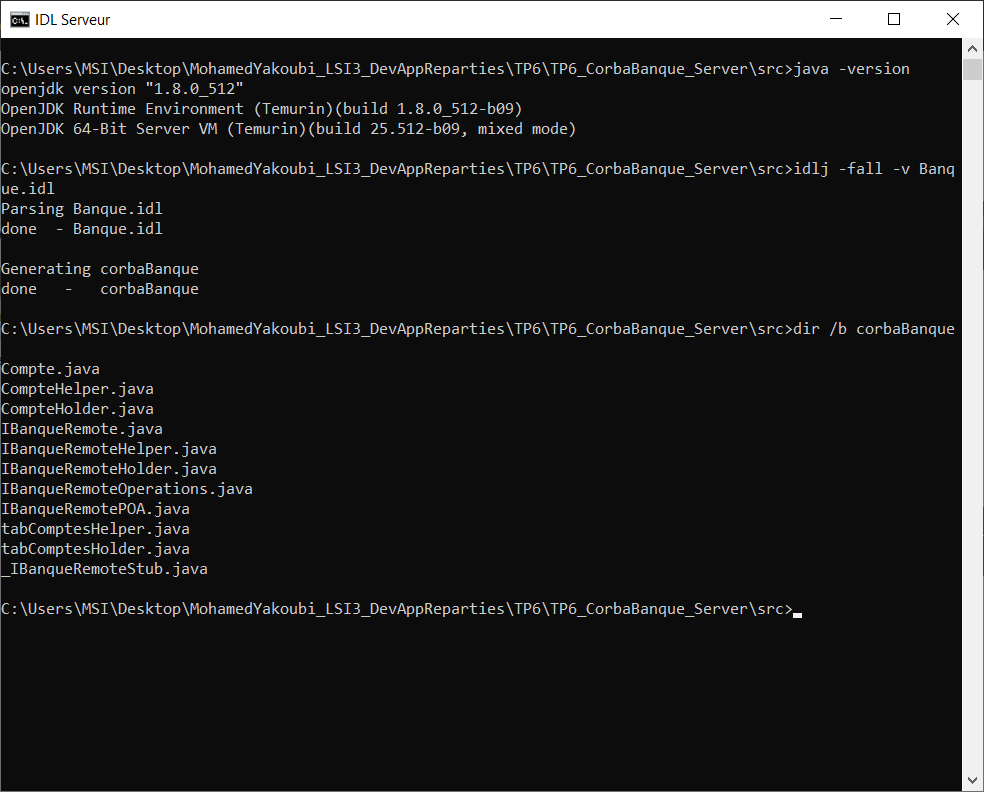 IDL Serveur
C:\Users\MSI\Desktop\MohamedYakoubi_LSI3_DevAppReparties\TP6\TP6_CorbaBanque_Server\src>java -version
openjdk version "1.8.0_512"
OpenJDK Runtime Environment (Temurin)(build 1.8.0_512-b09)
OpenJDK 64-Bit Server VM (Temurin)(build 25.512-b09, mixed mode)
C:\Users\MSI\Desktop\MohamedYakoubi_LSI3_DevAppReparties\TP6\TP6_CorbaBanque_Server\src>idlj -fall -v Banq
ue.idl
Parsing Banque.idl
done  - Banque.idl
Generating corbaBanque
done   -   corbaBanque
C:\Users\MSI\Desktop\MohamedYakoubi_LSI3_DevAppReparties\TP6\TP6_CorbaBanque_Server\src>dir /b corbaBanque
Compte.java
CompteHelper.java
CompteHolder.java
IBanqueRemote.java
IBanqueRemoteHelper.java
IBanqueRemoteHolder.java
IBanqueRemoteOperations.java
IBanqueRemotePOA.java
tabComptesHelper.java
tabComptesHolder.java
_IBanqueRemoteStub.java
C:\Users\MSI\Desktop\MohamedYakoubi_LSI3_DevAppReparties\TP6\TP6_CorbaBanque_Server\src>